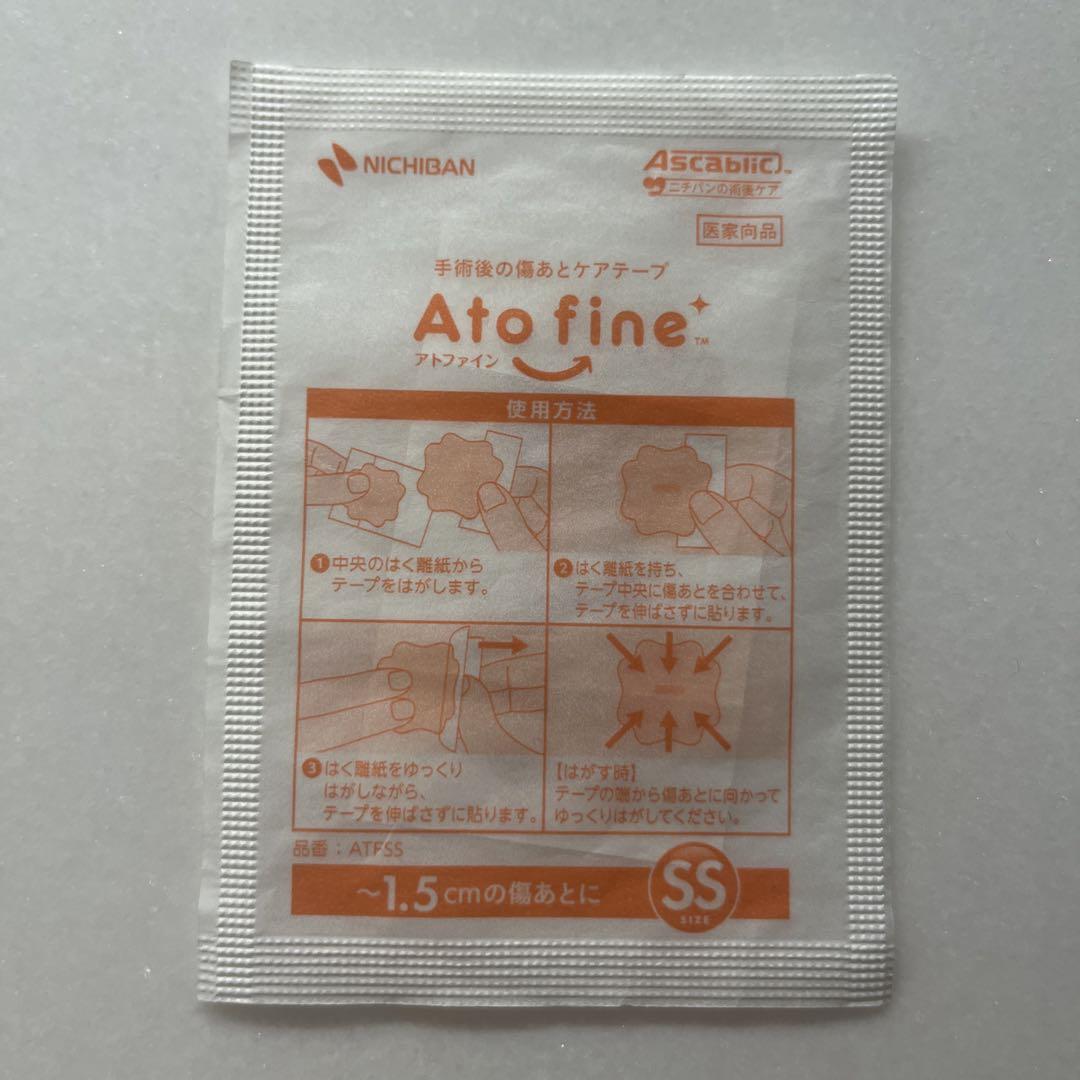 NICHIBAN
Ascablic™
ニチバンの術後ケア
医家向品
手術後の傷あとケアテープ
Ato fine™
アトファイン
使用方法
1 中央のはく離紙から
テープをはがします。
2 はく離紙を持ち、
テープ中央に傷あとを合わせて、
テープを伸ばさずに貼ります。
3 はく離紙をゆっくり
はがしながら、
テープを伸ばさずに貼ります。
【はがす時】
テープの端から傷あとに向かって
ゆっくりはがしてください。
品番：ATFSS
～1.5cmの傷あとに
SS
SIZE